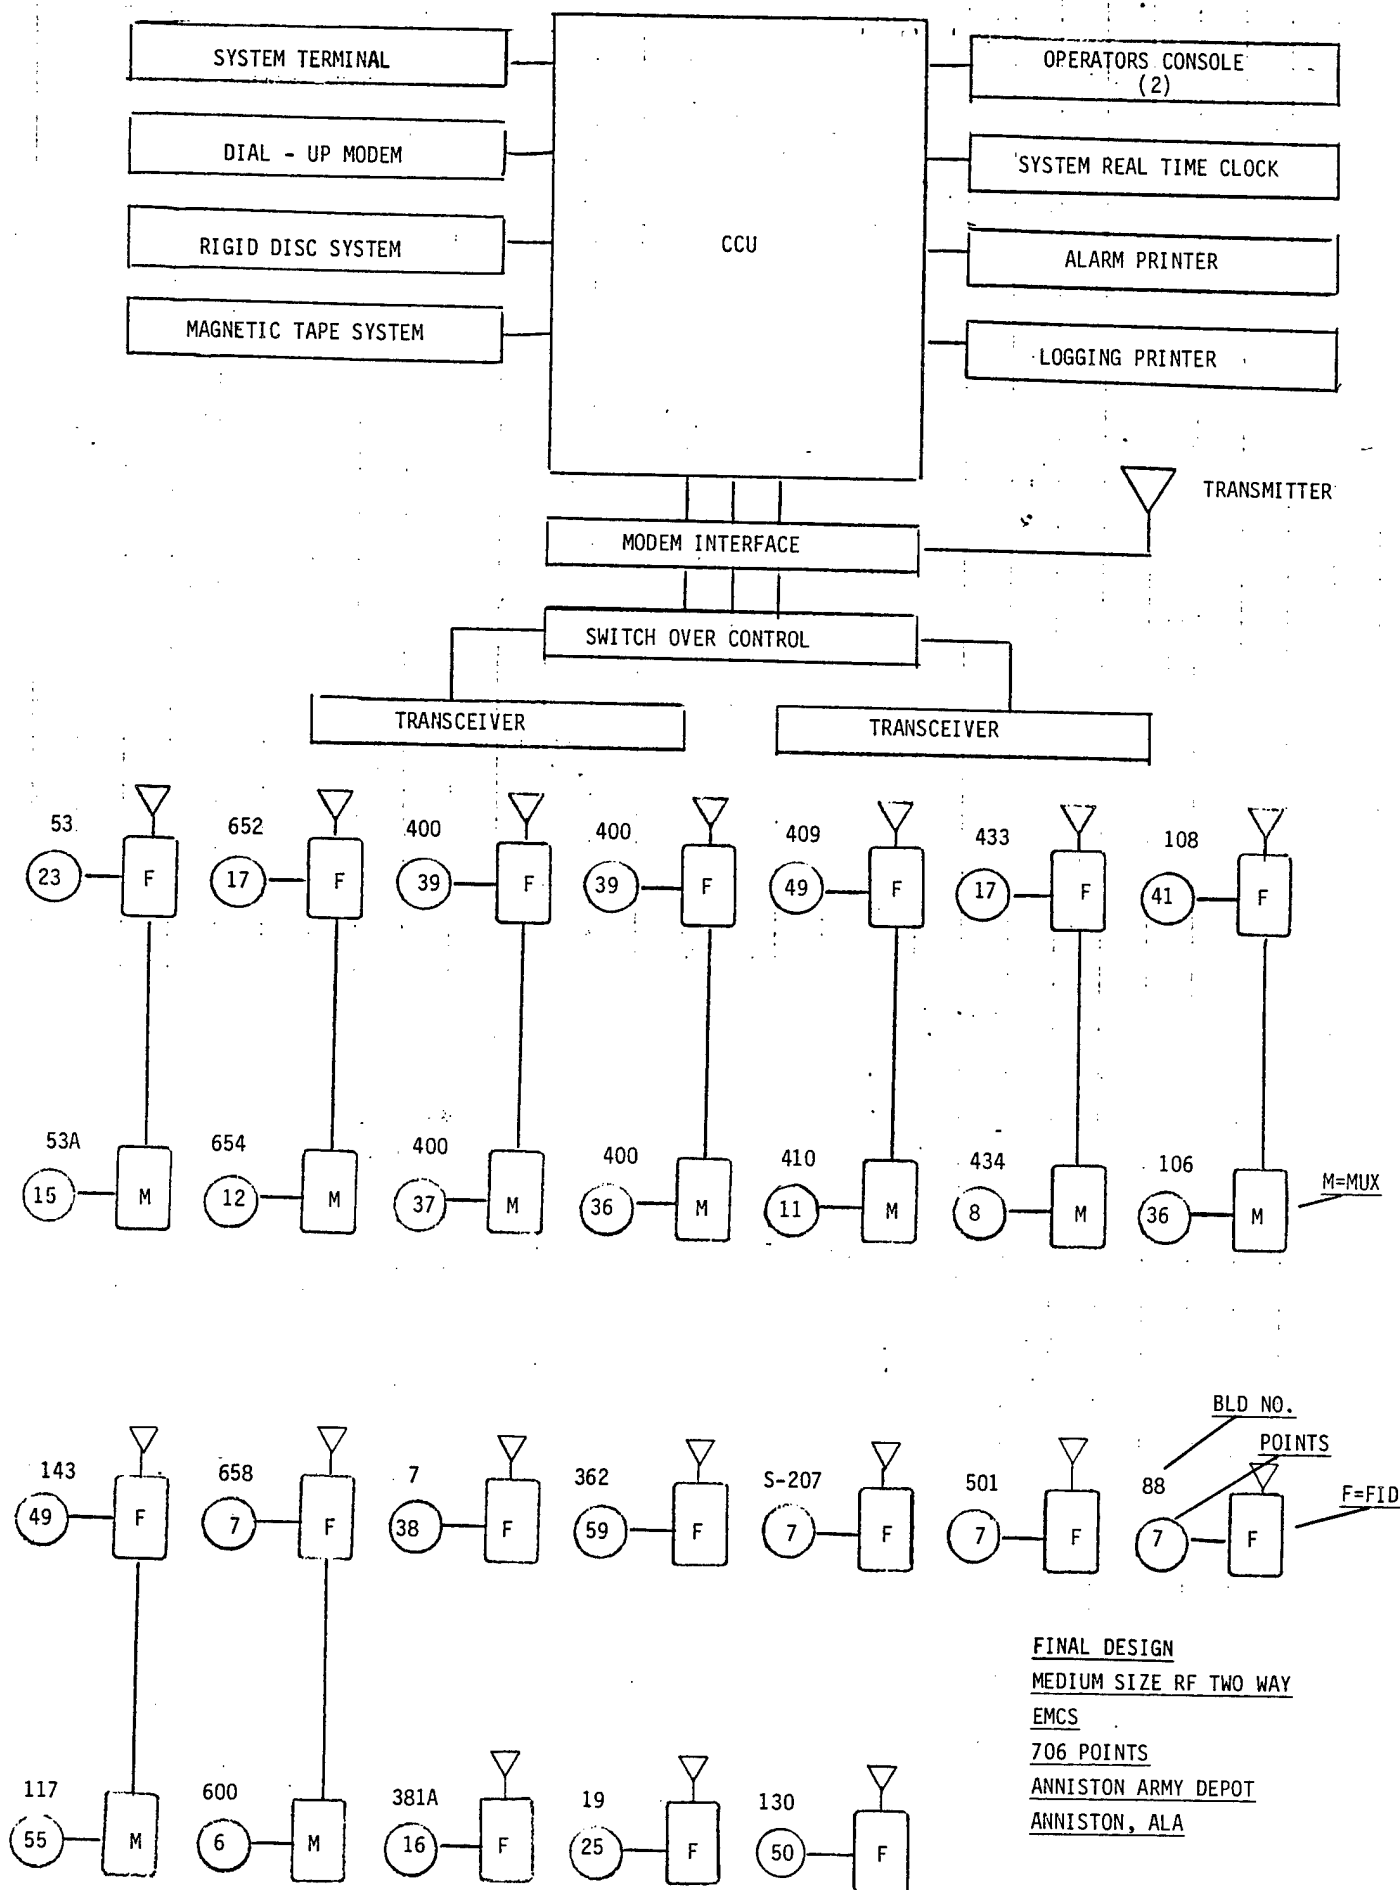 SYSTEM TERMINAL
OPERATORS CONSOLE
(2)
DIAL - UP MODEM
SYSTEM REAL TIME CLOCK
RIGID DISC SYSTEM
CCU
ALARM PRINTER
MAGNETIC TAPE SYSTEM
LOGGING PRINTER
TRANSMITTER
MODEM INTERFACE
SWITCH OVER CONTROL
TRANSCEIVER
TRANSCEIVER
53
652
400
400
409
433
108
23 F
17 F
39 F
39 F
49 F
17 F
41 F
53A
654
400
400
410
434
106
M=MUX
15 M
12 M
37 M
36 M
11 M
8 M
36 M
BLD NO.
POINTS
143
658
7
362
S-207
501
88
F=FID
49 F
7 F
38 F
59 F
7 F
7 F
7 F
FINAL DESIGN
MEDIUM SIZE RF TWO WAY
EMCS
706 POINTS
ANNISTON ARMY DEPOT
ANNISTON, ALA
117
600
381A
19
130
55 M
6 M
16 F
25 F
50 F